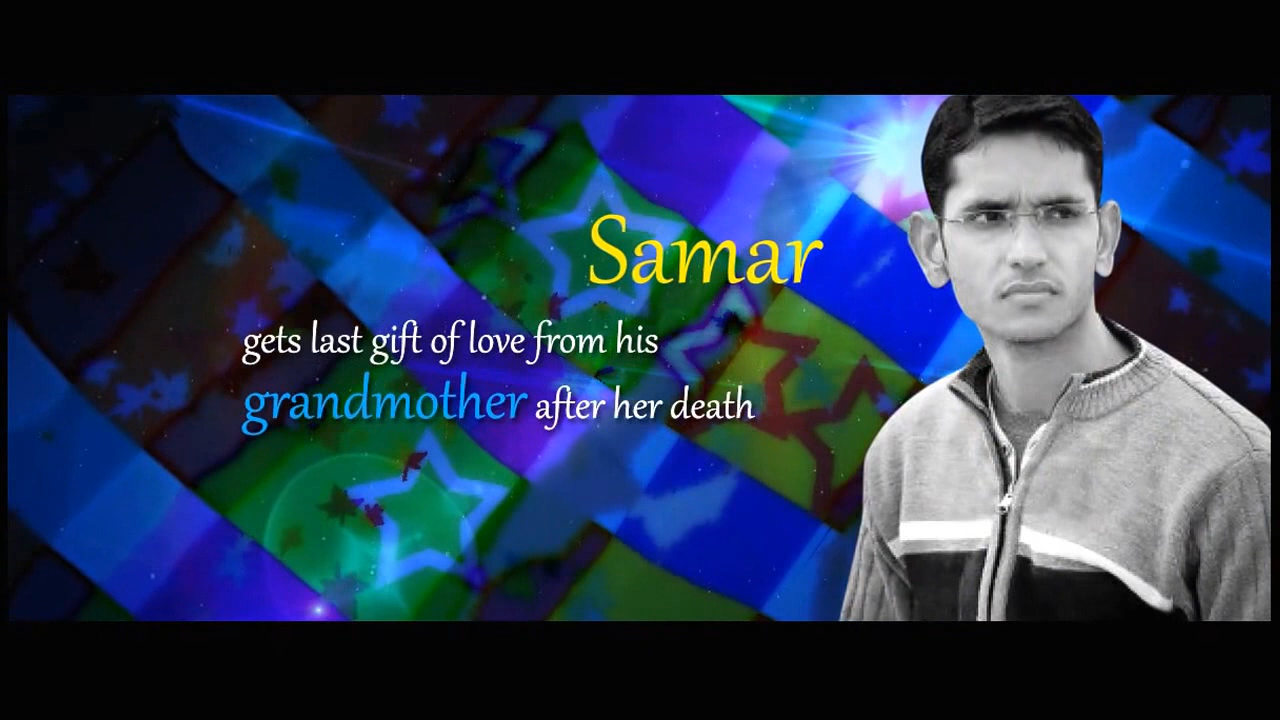 Samar
gets last gift of love from his
grandmother after her death